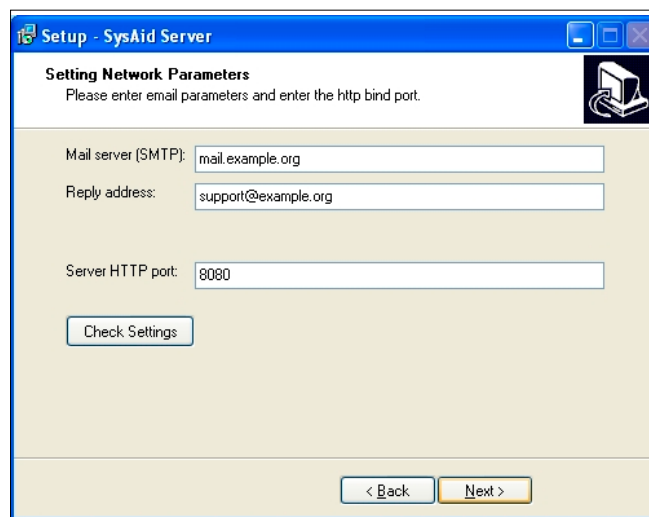 Setup - SysAid Server
Setting Network Parameters
Please enter email parameters and enter the http bind port.
Mail server (SMTP): mail.example.org
Reply address: support@example.org
Server HTTP port: 8080
Check Settings
< Back Next >